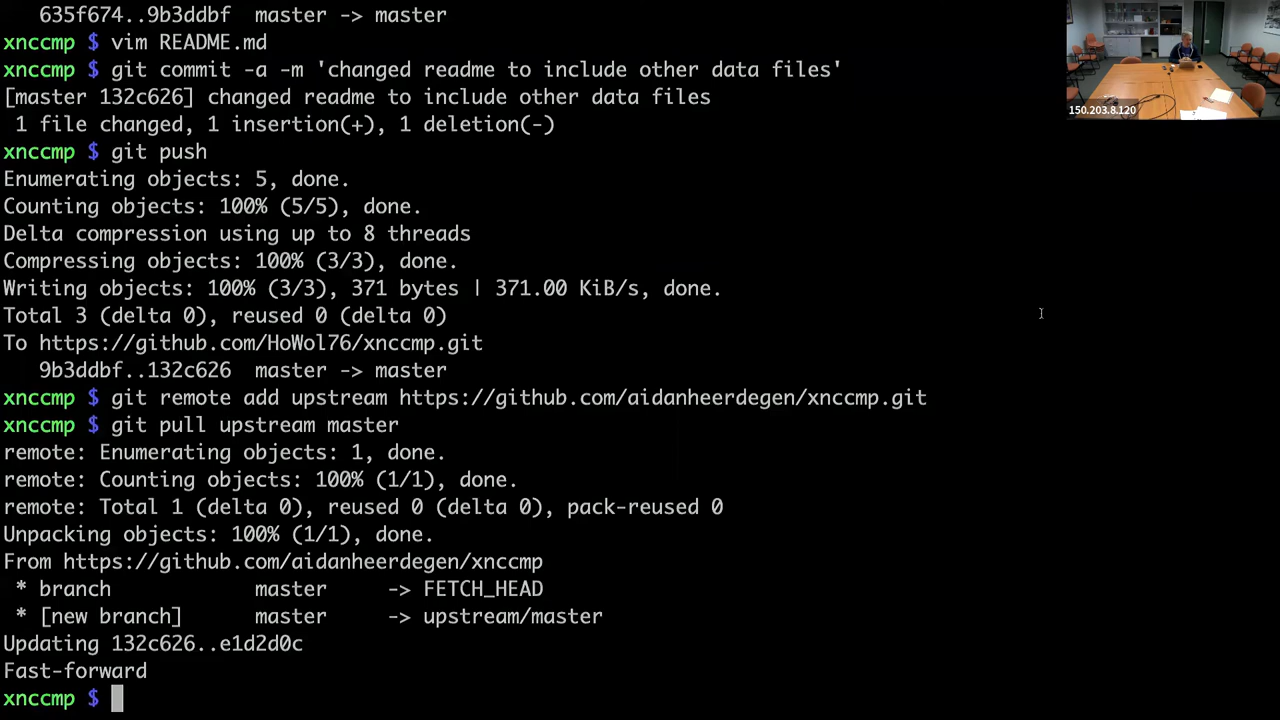 635f674..9b3ddbf  master -> master
xnccmp $ vim README.md
xnccmp $ git commit -a -m 'changed readme to include other data files'
[master 132c626] changed readme to include other data files
1 file changed, 1 insertion(+), 1 deletion(-)
xnccmp $ git push
Enumerating objects: 5, done.
Counting objects: 100% (5/5), done.
Delta compression using up to 8 threads
Compressing objects: 100% (3/3), done.
Writing objects: 100% (3/3), 371 bytes | 371.00 KiB/s, done.
Total 3 (delta 0), reused 0 (delta 0)
To https://github.com/HoWol76/xnccmp.git
9b3ddbf..132c626  master -> master
xnccmp $ git remote add upstream https://github.com/aidanheerdegen/xnccmp.git
xnccmp $ git pull upstream master
remote: Enumerating objects: 1, done.
remote: Counting objects: 100% (1/1), done.
remote: Total 1 (delta 0), reused 0 (delta 0), pack-reused 0
Unpacking objects: 100% (1/1), done.
From https://github.com/aidanheerdegen/xnccmp
* branch            master     -> FETCH_HEAD
* [new branch]      master     -> upstream/master
Updating 132c626..e1d2d0c
Fast-forward
xnccmp $
150.203.8.120